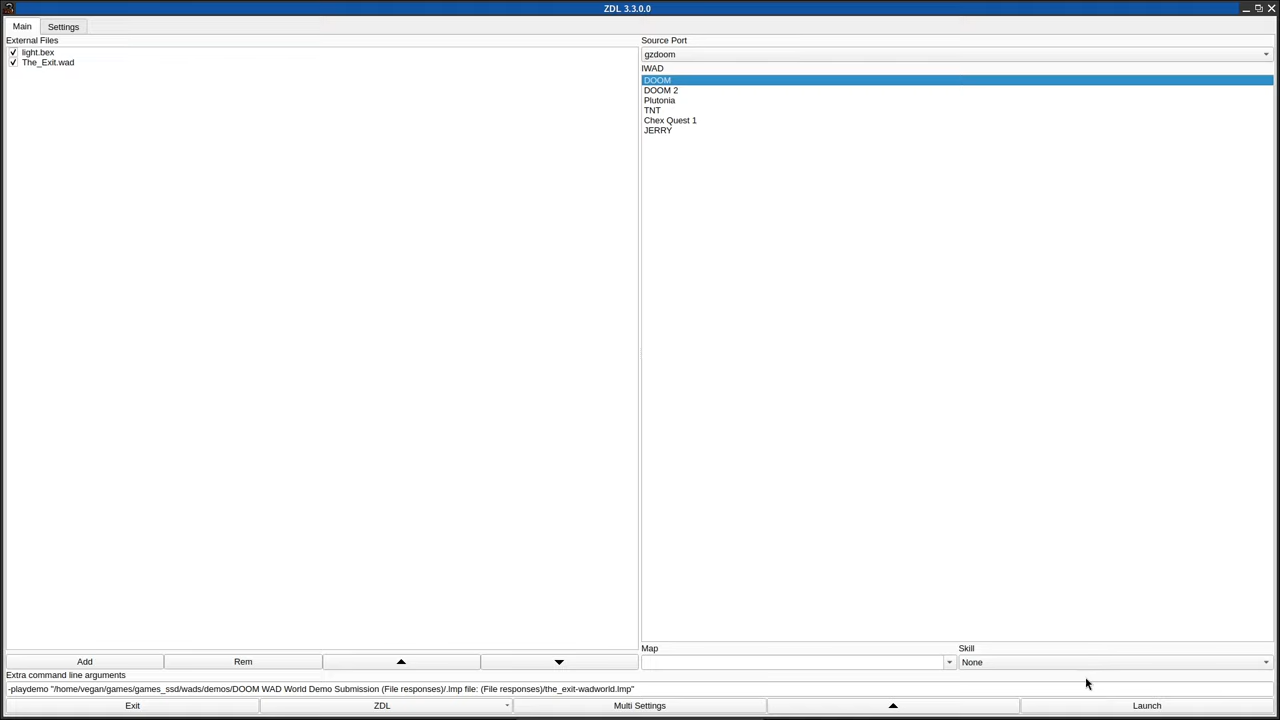 ZDL 3.3.0.0
Main Settings
External Files
light.bex
The_Exit.wad
Source Port
gzdoom
IWAD
DOOM
DOOM 2
Plutonia
TNT
Chex Quest 1
JERRY
Map
Skill
None
Add Rem
Extra command line arguments
-playdemo "/home/vegan/games/games_ssd/wads/demos/DOOM WAD World Demo Submission (File responses)/.lmp file: (File responses)/the_exit-wadworld.lmp"
Exit ZDL Multi Settings Launch